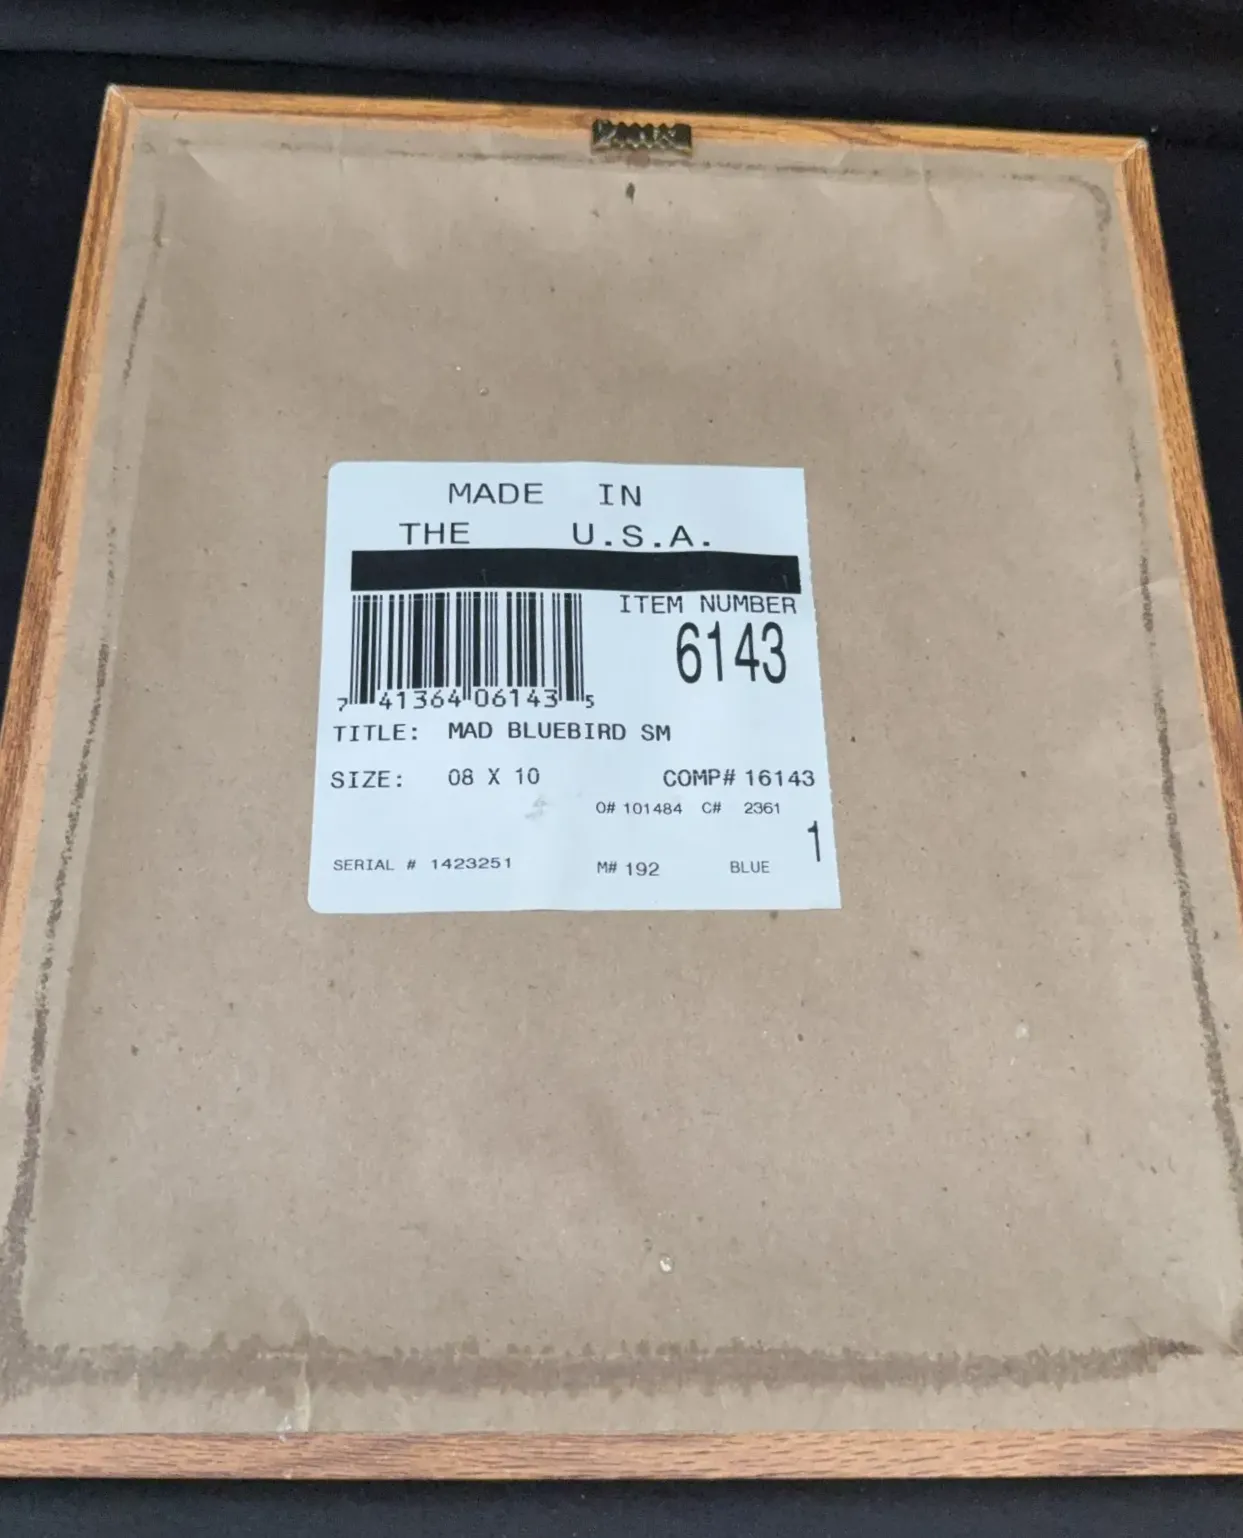 MADE IN
THE U.S.A.
ITEM NUMBER
6143
7 41364 06143 5
TITLE: MAD BLUEBIRD SM
SIZE: 08 X 10 COMP# 16143
O# 101484 C# 2361
1
SERIAL # 1423251 M# 192 BLUE